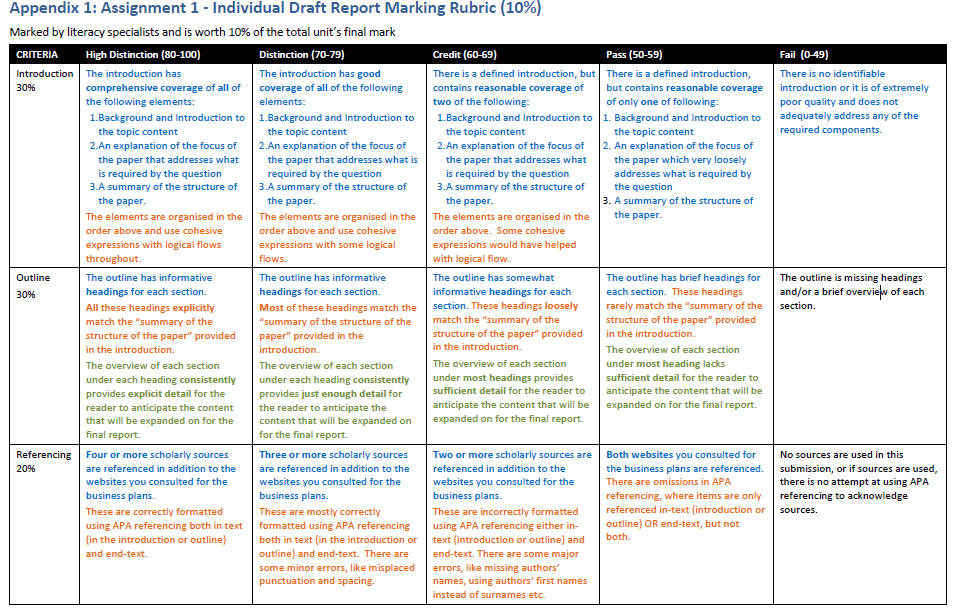 Appendix 1: Assignment 1 - Individual Draft Report Marking Rubric (10%)
Marked by literacy specialists and is worth 10% of the total unit's final mark
CRITERIA
High Distinction (80-100)
Distinction (70-79)
Credit (60-69)
Pass (50-59)
Fail (0-49)
Introduction
30%
The introduction has
comprehensive coverage of all of
the following elements:
1.Background and Introduction to
the topic content
2.An explanation of the focus of
the paper that addresses what
is required by the question
3.A summary of the structure of
the paper.
The elements are organised in the
order above and use cohesive
expressions with logical flows
throughout.
The introduction has good
coverage of all of the following
elements:
1.Background and Introduction to
the topic content
2.An explanation of the focus of
the paper that addresses what is
required by the question
3.A summary of the structure of
the paper.
The elements are organised in the
order above and use cohesive
expressions with some logical
flows.
There is a defined introduction, but
contains reasonable coverage of
two of the following:
1.Background and Introduction to
the topic content
2.An explanation of the focus of
the paper that addresses what
is required by the question
3.A summary of the structure of
the paper.
The elements are organised in the
order above. Some cohesive
expressions would have helped
with logical flow.
There is a defined introduction,
but contains reasonable coverage
of only one of following:
1. Background and Introduction to
the topic content
2. An explanation of the focus of
the paper which very loosely
addresses what is required by
the question
3. A summary of the structure of
the paper.
There is no identifiable
introduction or it is of extremely
poor quality and does not
adequately address any of the
required components.
Outline
30%
The outline has informative
headings for each section.
All these headings explicitly
match the "summary of the
structure of the paper" provided
in the introduction.
The overview of each section
under each heading consistently
provides explicit detail for the
reader to anticipate the content
that will be expanded on for the
final report.
The outline has informative
headings for each section.
Most of these headings match the
"summary of the structure of the
paper" provided in the
introduction.
The overview of each section
under each heading consistently
provides just enough detail for
the reader to anticipate the
content that will be expanded on
for the final report.
The outline has somewhat
informative headings for each
section. These headings loosely
match the "summary of the
structure of the paper" provided
in the introduction.
The overview of each section
under most headings provides
sufficient detail for the reader to
anticipate the content that will be
expanded on for the final report.
The outline has brief headings for
each section. These headings
rarely match the "summary of the
structure of the paper" provided
in the introduction.
The overview of each section
under most heading lacks
sufficient detail for the reader to
anticipate the content that will be
expanded on for the final report.
The outline is missing headings
and/or a brief overview of each
section.
Referencing
20%
Four or more scholarly sources
are referenced in addition to the
websites you consulted for the
business plans.
These are correctly formatted
using APA referencing both in text
(in the introduction or outline)
and end-text.
Three or more scholarly sources
are referenced in addition to the
websites you consulted for the
business plans.
These are mostly correctly
formatted using APA referencing
both in text (in the introduction or
outline) and end-text. There are
some minor errors, like misplaced
punctuation and spacing.
Two or more scholarly sources are
referenced in addition to the
websites you consulted for the
business plans.
These are incorrectly formatted
using APA referencing either in-
text (introduction or outline) and
end-text. There are some major
errors, like missing authors'
names, using authors' first names
instead of surnames etc.
Both websites you consulted for
the business plans are referenced.
There are omissions in APA
referencing, where items are only
referenced in-text (introduction or
outline) OR end-text, but not
both.
No sources are used in this
submission, or if sources are used,
there is no attempt at using APA
referencing to acknowledge
sources.